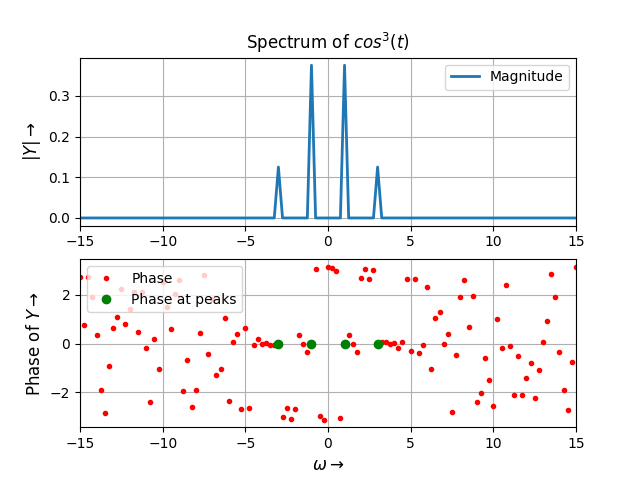 Spectrum of cos³(t)
Magnitude
|Y|→
0.3
0.2
0.1
0.0
−15 −10 −5 0 5 10 15
Phase
Phase at peaks
Phase of Y→
2
0
−2
−15 −10 −5 0 5 10 15
ω→